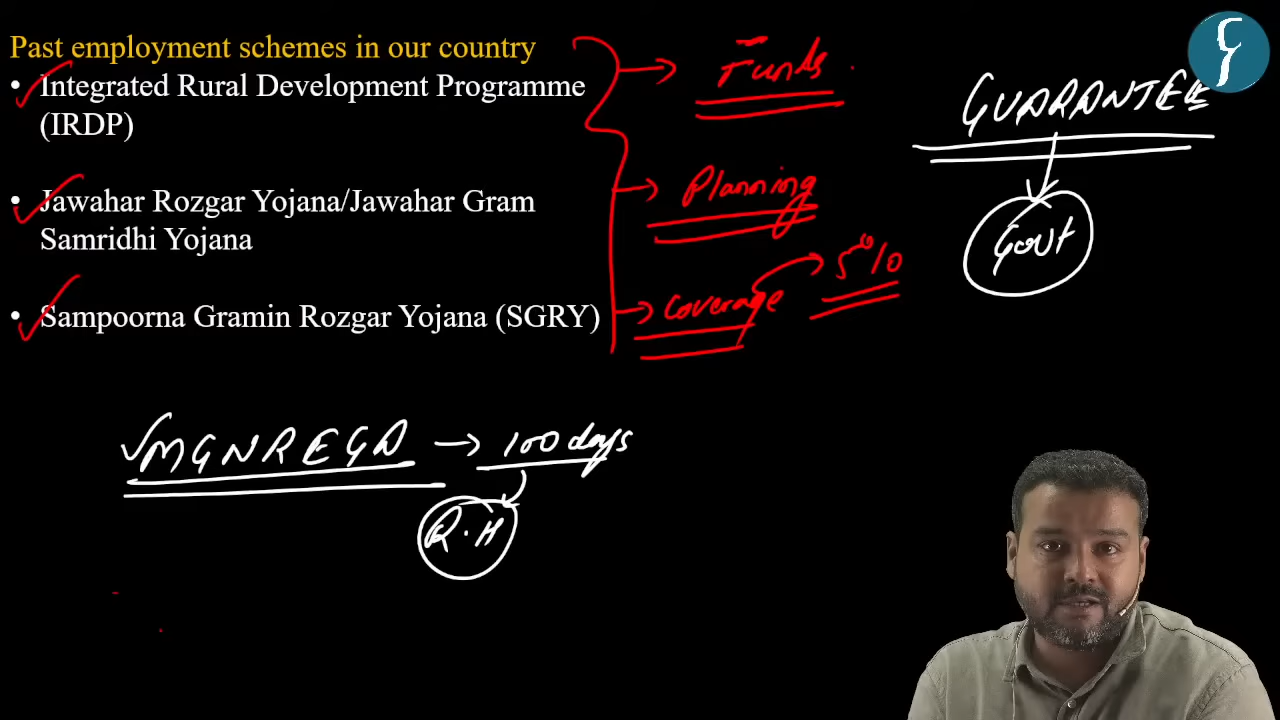 Past employment schemes in our country
• Integrated Rural Development Programme
(IRDP)
• Jawahar Rozgar Yojana/Jawahar Gram
Samridhi Yojana
• Sampoorna Gramin Rozgar Yojana (SGRY)
Funds
Planning
Coverage
5%
GUARANTEE
Govt
MGNREGA → 100 days
R.H